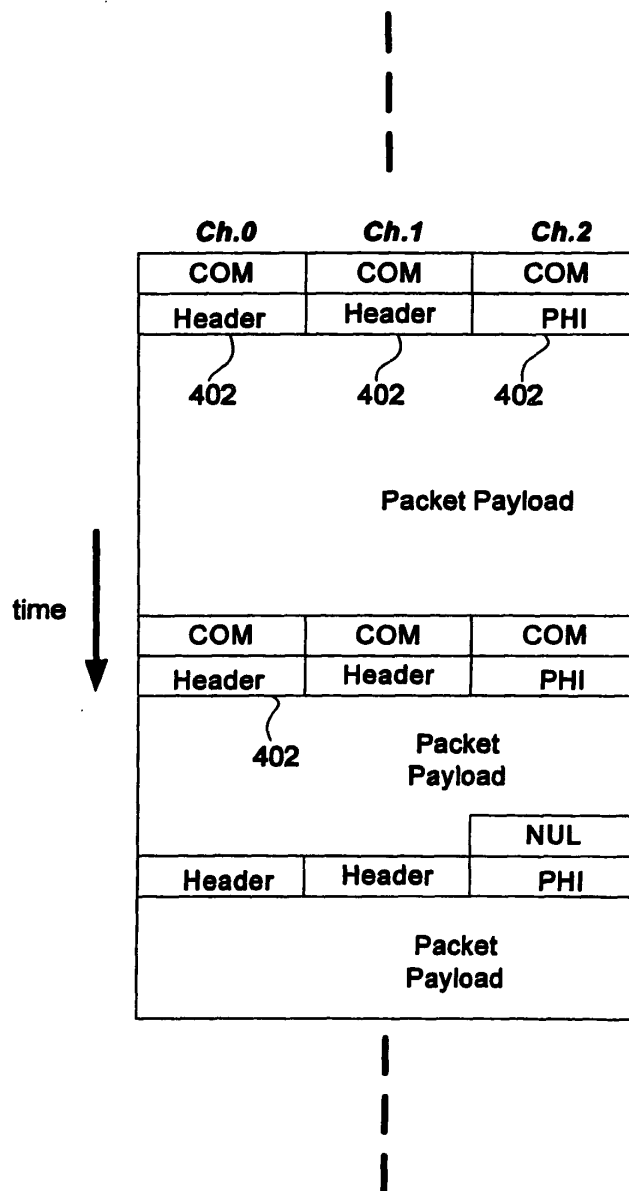 Ch.0 Ch.1 Ch.2
COM COM COM
Header Header PHI
402 402 402
Packet Payload
time
COM COM COM
Header Header PHI
402
Packet
Payload
NUL
Header Header PHI
Packet
Payload